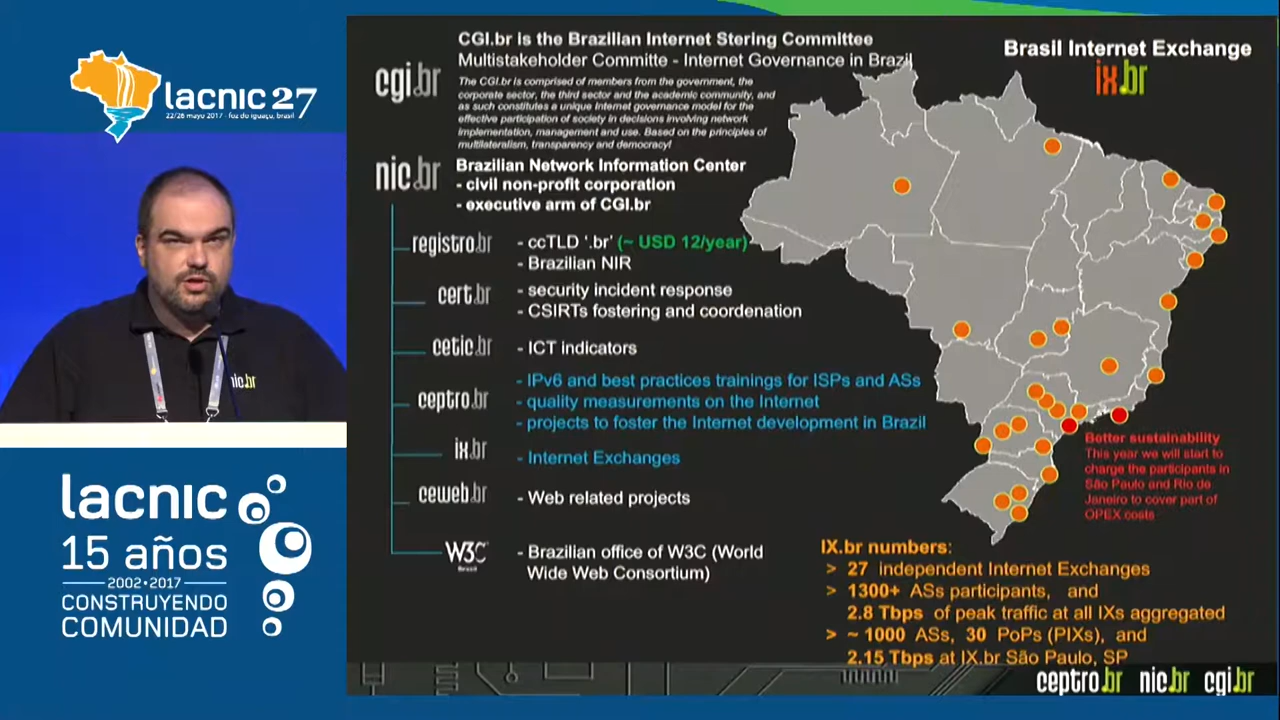 lacnic 27
22/26 mayo 2017 - foz do iguaçu, brasil
nic.br
lacnic
15 años
2002•2017
CONSTRUYENDO
COMUNIDAD
CGI.br is the Brazilian Internet Stering Committee
Multistakeholder Committe - Internet Governance in Brazil
cgi.br
The CGI.br is comprised of members from the government, the
corporate sector, the third sector and the academic community, and
as such constitutes a unique Internet governance model for the
effective participation of society in decisions involving network
implementation, management and use. Based on the principles of
multilateralism, transparency and democracy!
nic.br
Brazilian Network Information Center
- civil non-profit corporation
- executive arm of CGI.br
registro.br
- ccTLD '.br' (~ USD 12/year)
- Brazilian NIR
cert.br
- security incident response
- CSIRTs fostering and coordenation
cetic.br
- ICT indicators
ceptro.br
- IPv6 and best practices trainings for ISPs and ASs
- quality measurements on the Internet
- projects to foster the Internet development in Brazil
ix.br
- Internet Exchanges
ceweb.br
- Web related projects
W3C
Brasil
- Brazilian office of W3C (World
Wide Web Consortium)
Brasil Internet Exchange
ix.br
Better sustainability
This year we will start to
charge the participants in
São Paulo and Rio de
Janeiro to cover part of
OPEX costs
IX.br numbers:
> 27 independent Internet Exchanges
> 1300+ ASs participants, and
2.8 Tbps of peak traffic at all IXs aggregated
> ~ 1000 ASs, 30 PoPs (PIXs), and
2.15 Tbps at IX.br São Paulo, SP
ceptro.br nic.br cgi.br